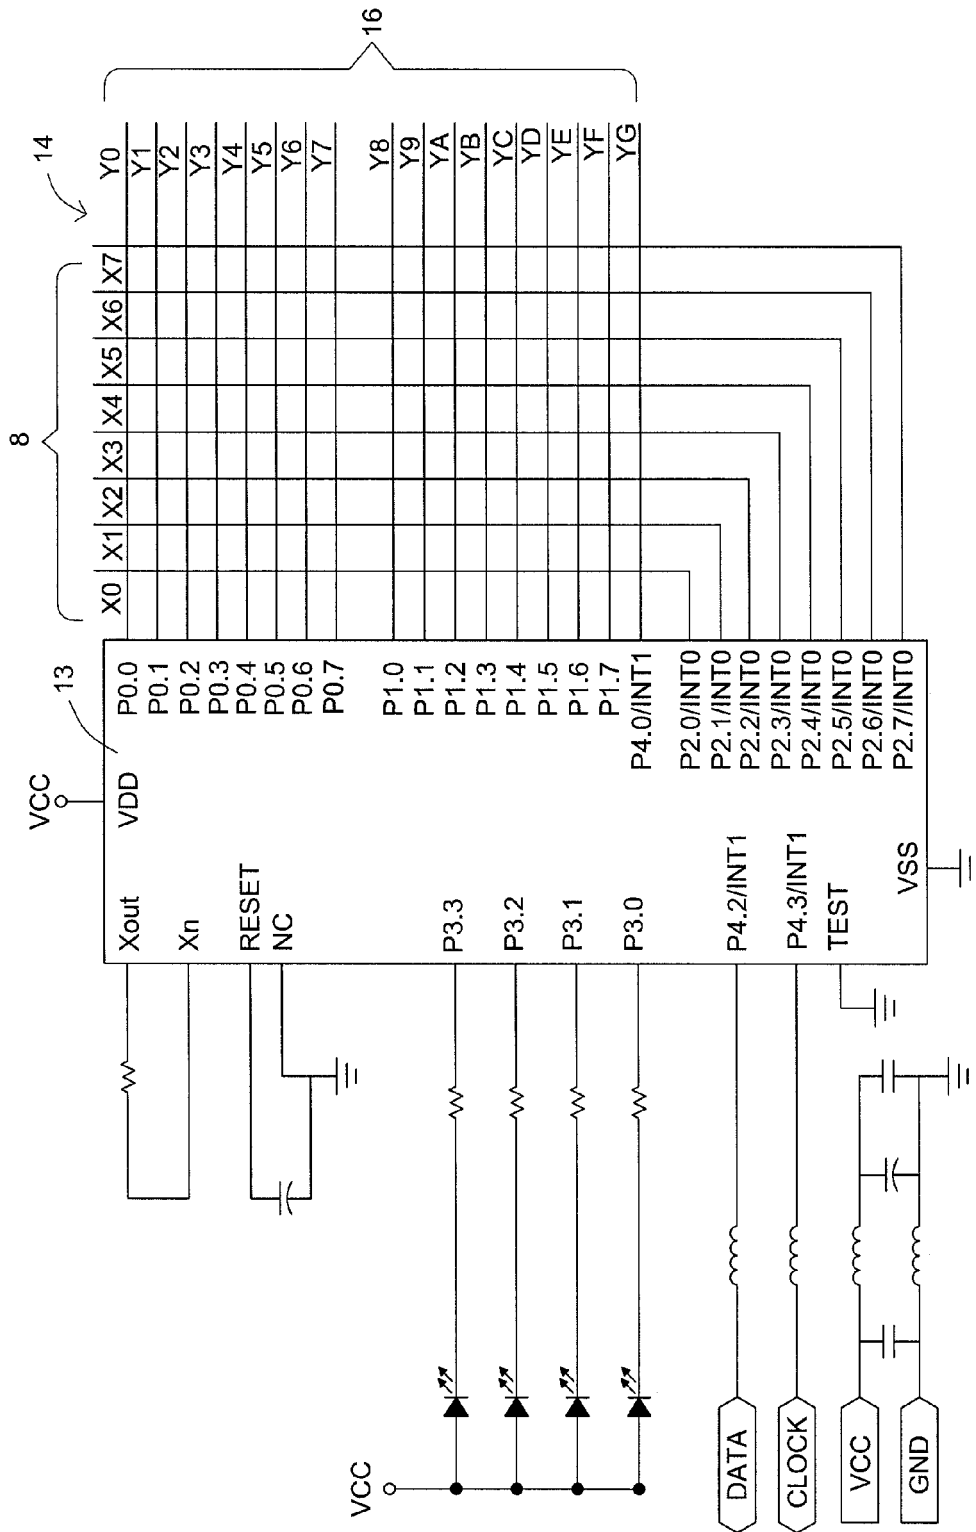 16
14
8
13
Y0
Y1
Y2
Y3
Y4
Y5
Y6
Y7
Y8
Y9
YA
YB
YC
YD
YE
YF
YG
X7
X6
X5
X4
X3
X2
X1
X0
VCC
VDD
P0.0
P0.1
P0.2
P0.3
P0.4
P0.5
P0.6
P0.7
P1.0
P1.1
P1.2
P1.3
P1.4
P1.5
P1.6
P1.7
P4.0/INT1
P2.0/INT0
P2.1/INT0
P2.2/INT0
P2.3/INT0
P2.4/INT0
P2.5/INT0
P2.6/INT0
P2.7/INT0
Xout
Xn
RESET
NC
P3.3
P3.2
P3.1
P3.0
P4.2/INT1
P4.3/INT1
TEST
VSS
VCC
DATA
CLOCK
VCC
GND